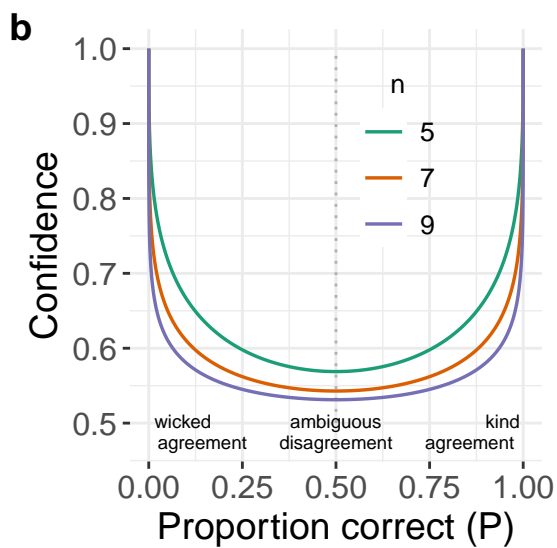 b
1.0
0.9
0.8
0.7
0.6
0.5
Confidence
n
5
7
9
wicked
agreement
ambiguous
disagreement
kind
agreement
0.00 0.25 0.50 0.75 1.00
Proportion correct (P)